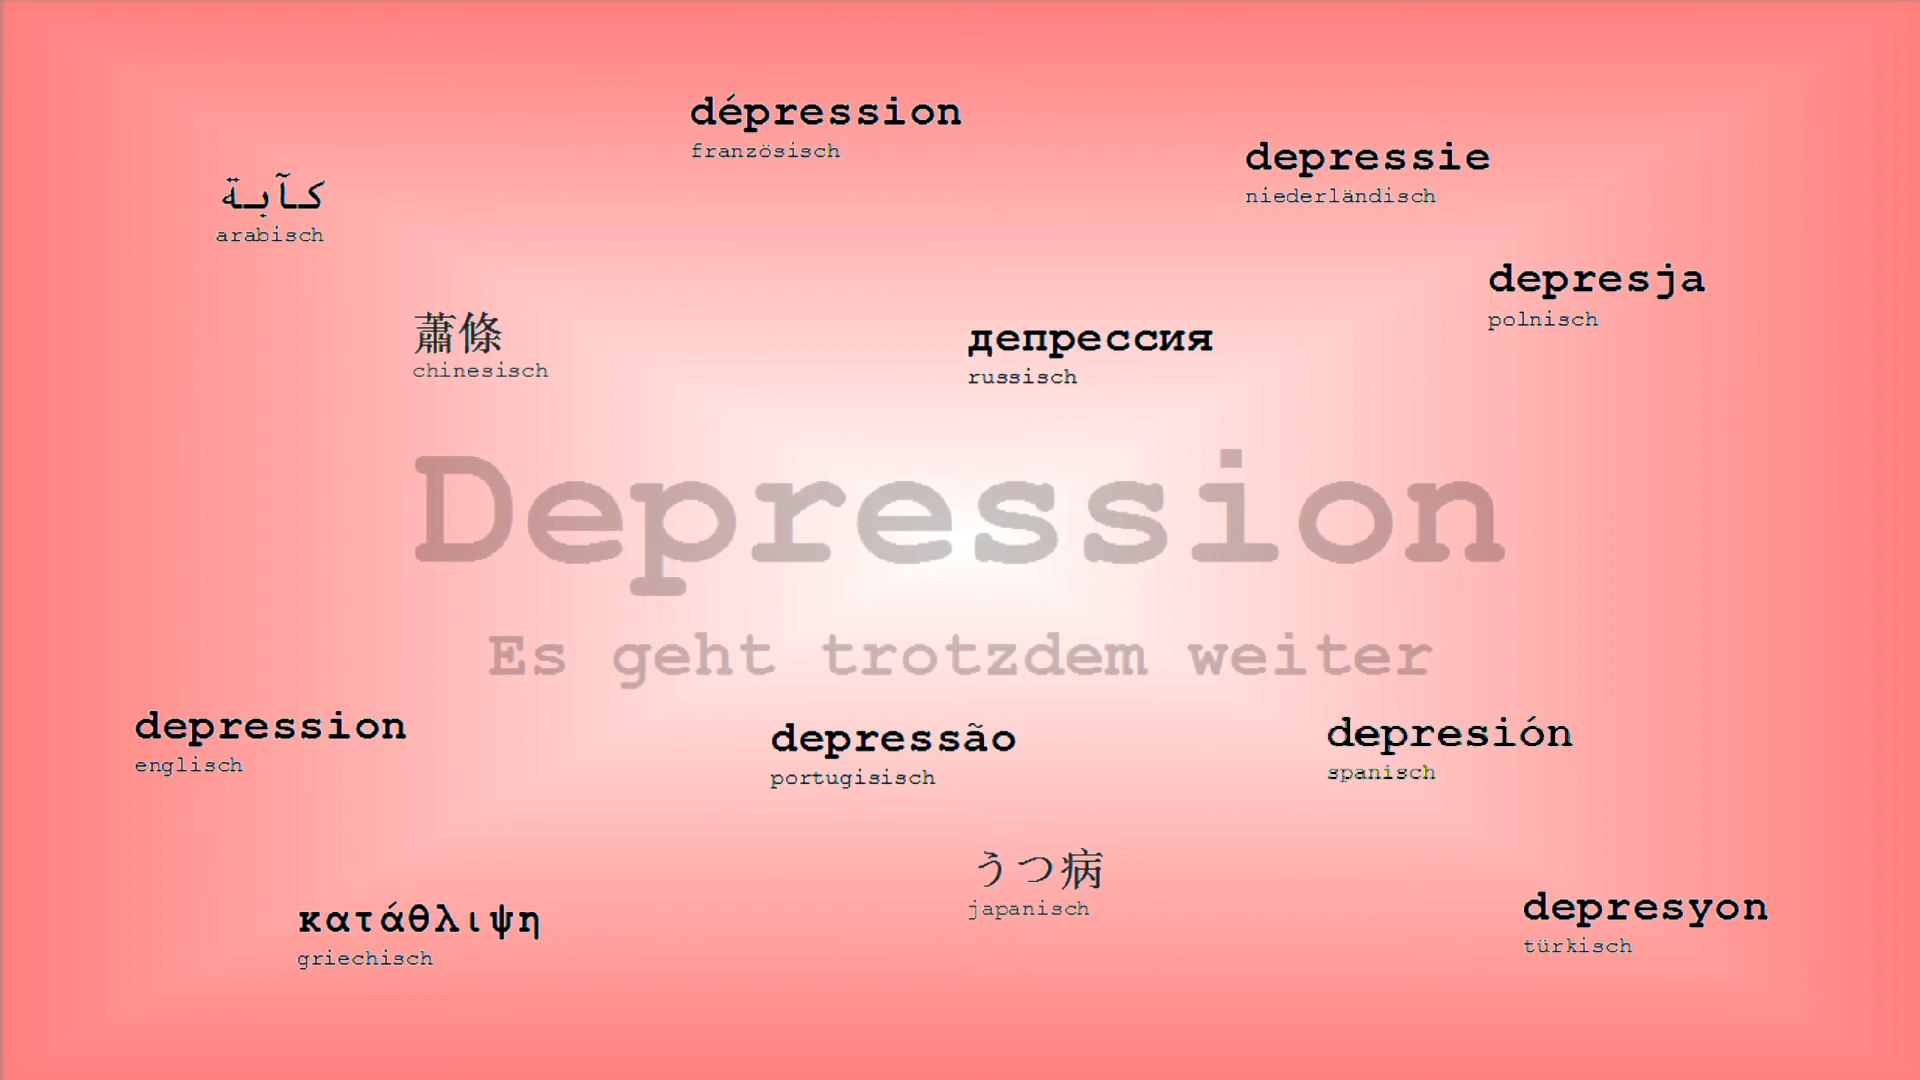 dépression
französisch
depressie
niederländisch
كآبة
arabisch
depresja
polnisch
蕭條
chinesisch
депрессия
russisch
Depression
Es geht trotzdem weiter
depression
englisch
depressão
portugisisch
depresión
spanisch
うつ病
japanisch
κατάθλιψη
griechisch
depresyon
türkisch